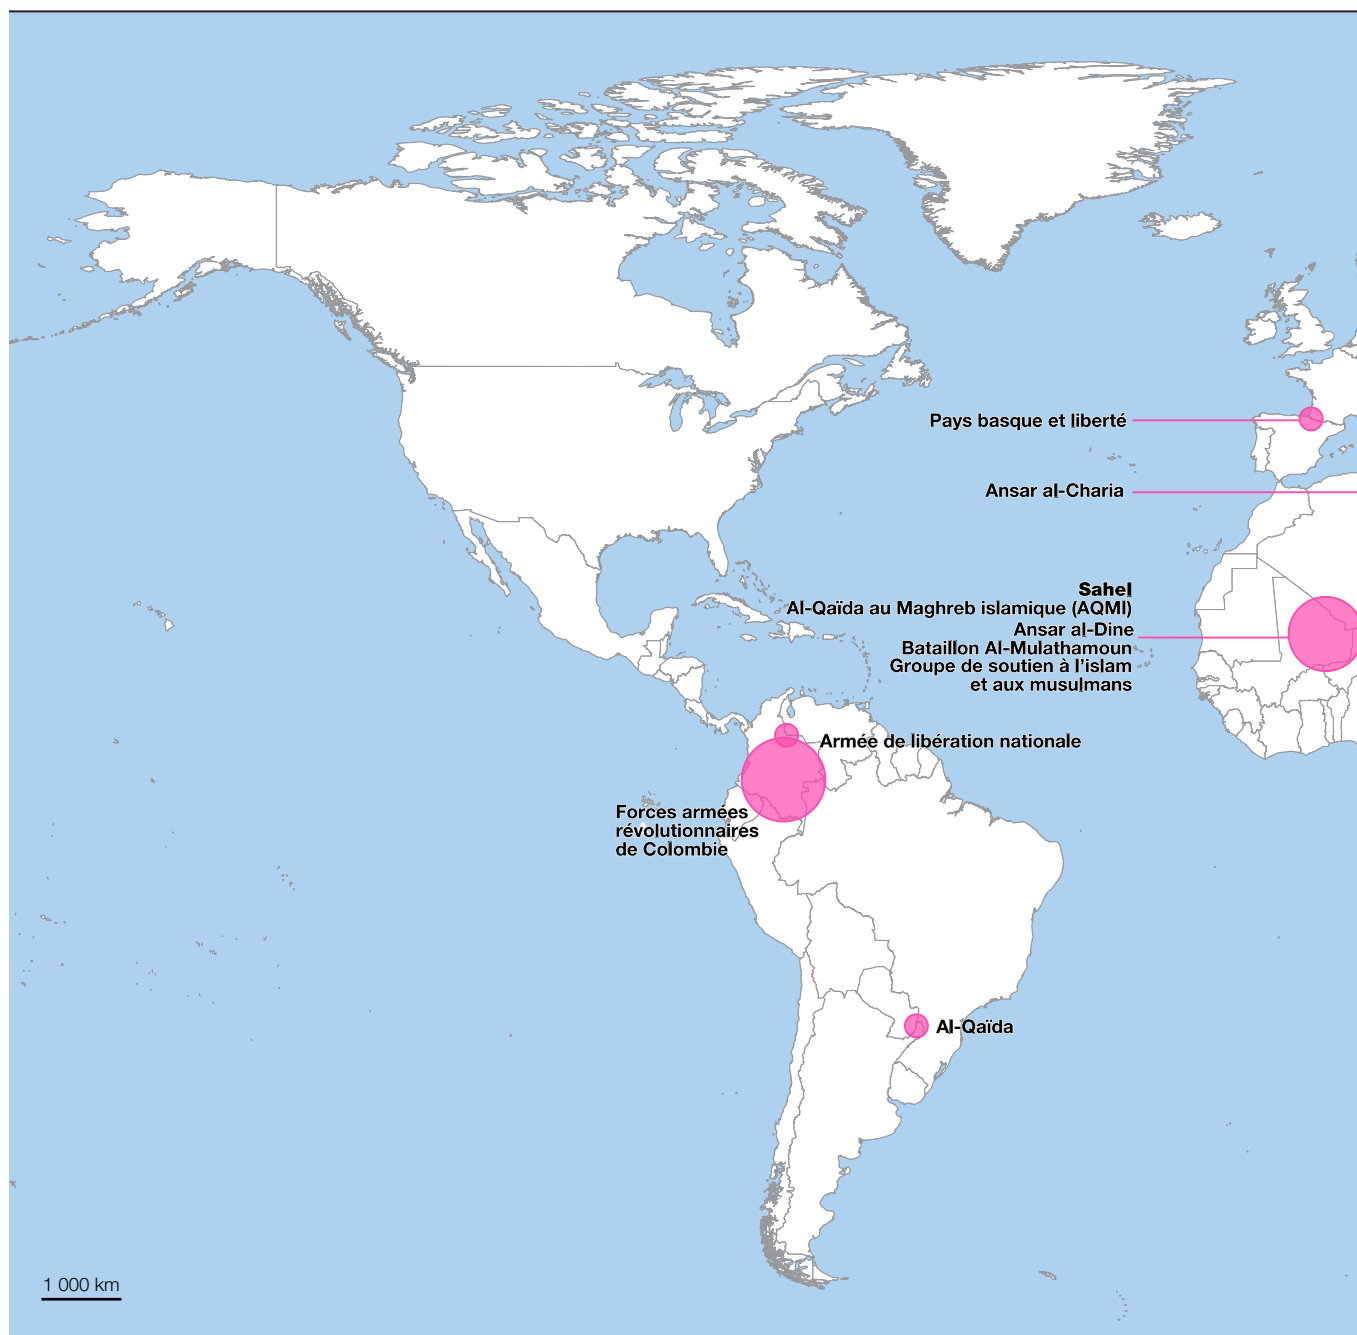 Pays basque et liberté
Ansar al-Charia
Sahel
Al-Qaïda au Maghreb islamique (AQMI)
Ansar al-Dine
Bataillon Al-Mulathamoun
Groupe de soutien à l'islam
et aux musulmans
Armée de libération nationale
Forces armées
révolutionnaires
de Colombie
Al-Qaïda
1 000 km